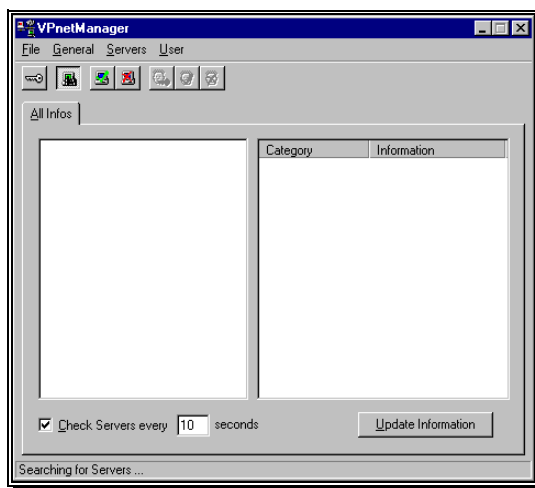 VPnetManager
File General Servers User
All Infos
Category Information
Check Servers every 10 seconds
Update Information
Searching for Servers ...